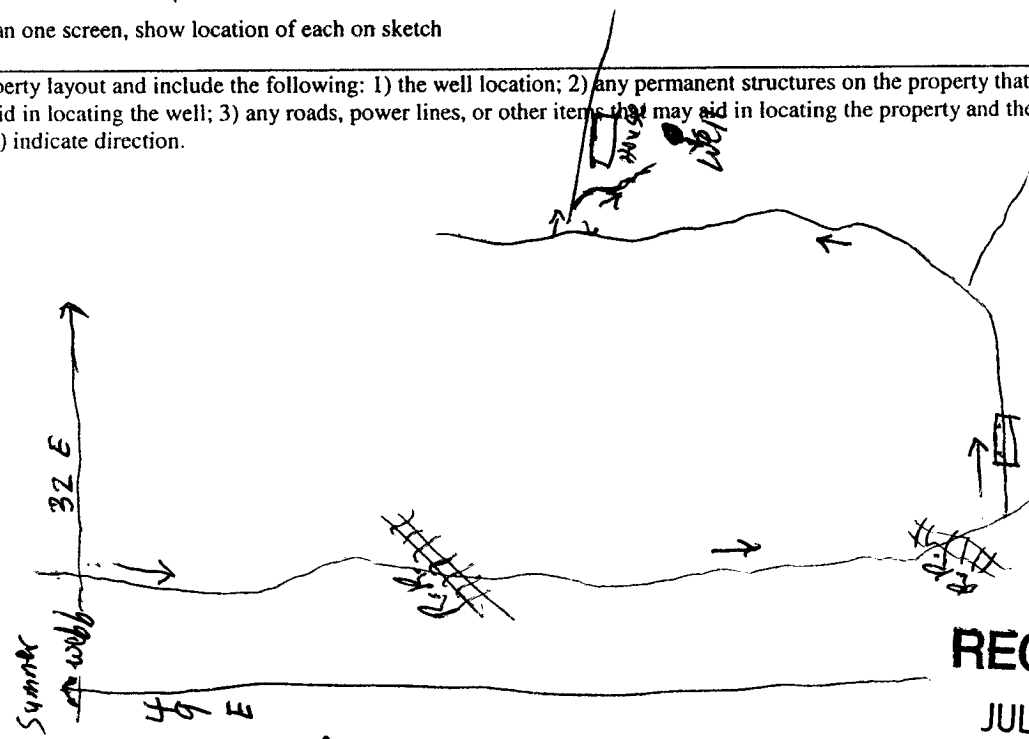 an one screen, show location of each on sketch
perty layout and include the following: 1) the well location; 2) any permanent structures on the property that
id in locating the well; 3) any roads, power lines, or other items that may aid in locating the property and the
) indicate direction.
House
Well
32 E
R.R.
R.R.
Sumner
Webb
49 E
REC
JUL